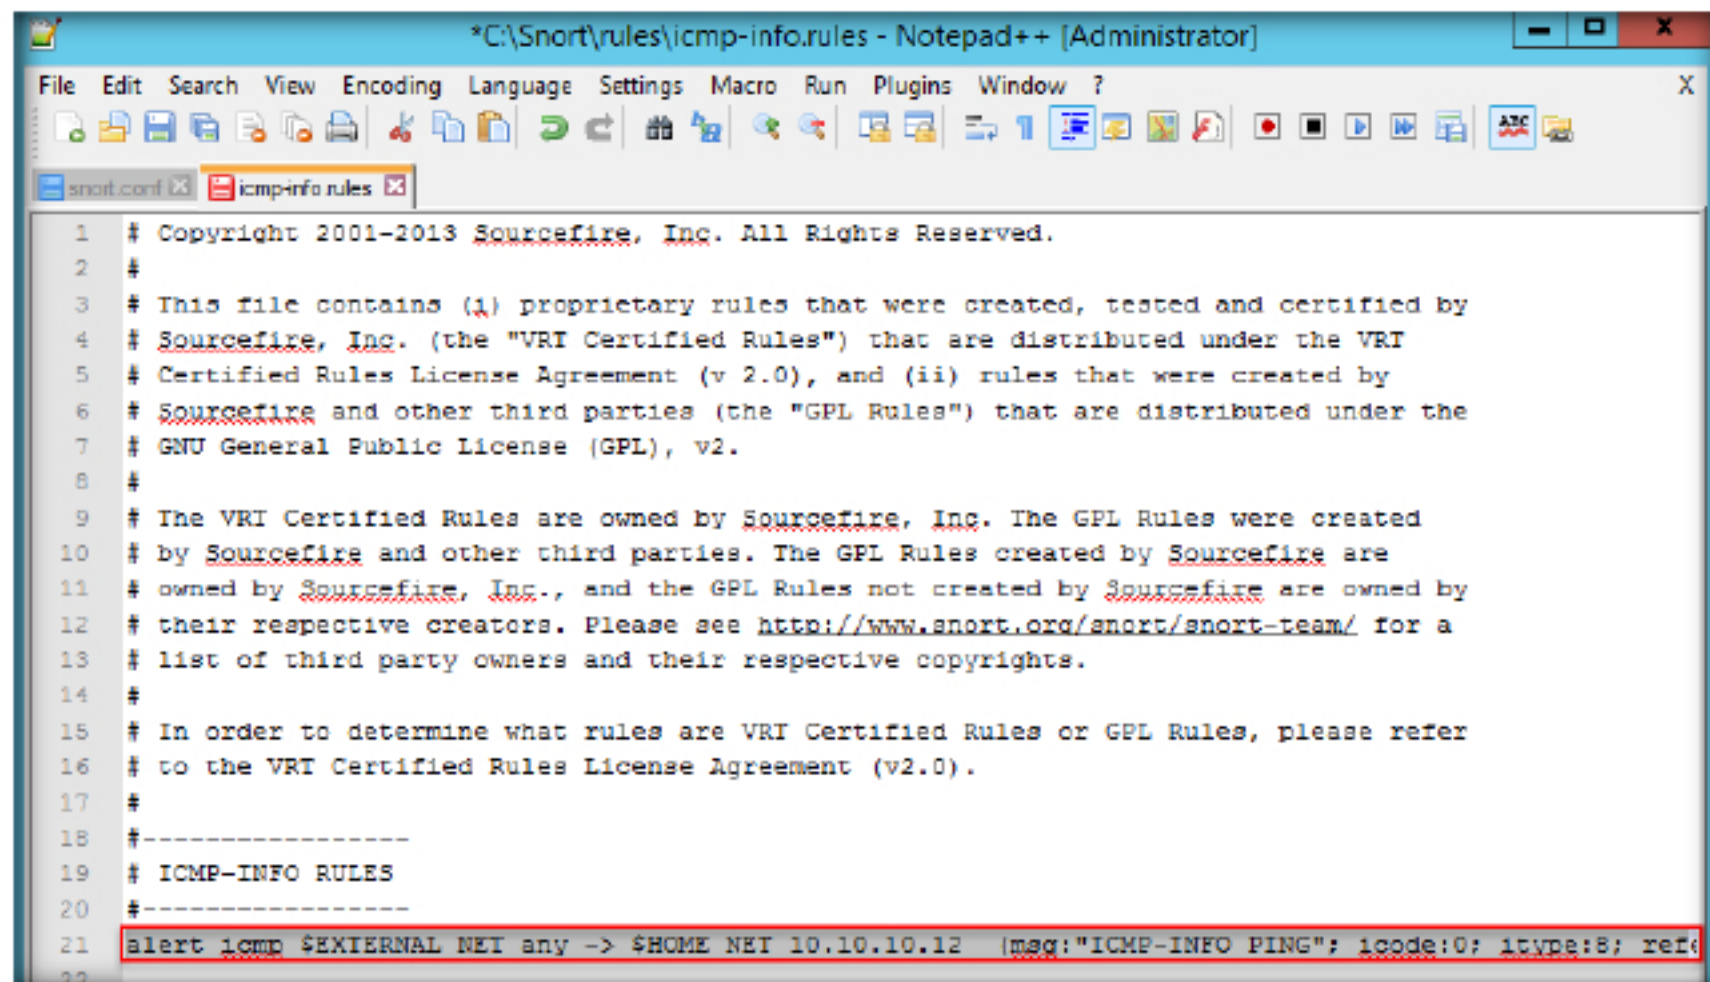 *C:\Snort\rules\icmp-info.rules - Notepad++ [Administrator]
File Edit Search View Encoding Language Settings Macro Run Plugins Window ? X
snort.conf icmp-info.rules
1 # Copyright 2001-2013 Sourcefire, Inc. All Rights Reserved.
2 #
3 # This file contains (i) proprietary rules that were created, tested and certified by
4 # Sourcefire, Inc. (the "VRT Certified Rules") that are distributed under the VRT
5 # Certified Rules License Agreement (v 2.0), and (ii) rules that were created by
6 # Sourcefire and other third parties (the "GPL Rules") that are distributed under the
7 # GNU General Public License (GPL), v2.
8 #
9 # The VRT Certified Rules are owned by Sourcefire, Inc. The GPL Rules were created
10 # by Sourcefire and other third parties. The GPL Rules created by Sourcefire are
11 # owned by Sourcefire, Inc., and the GPL Rules not created by Sourcefire are owned by
12 # their respective creators. Please see http://www.snort.org/snort/snort-team/ for a
13 # list of third party owners and their respective copyrights.
14 #
15 # In order to determine what rules are VRT Certified Rules or GPL Rules, please refer
16 # to the VRT Certified Rules License Agreement (v2.0).
17 #
18 #-----------------
19 # ICMP-INFO RULES
20 #-----------------
21 alert icmp $EXTERNAL_NET any -> $HOME_NET 10.10.10.12 (msg:"ICMP-INFO PING"; icode:0; itype:8; refe
22